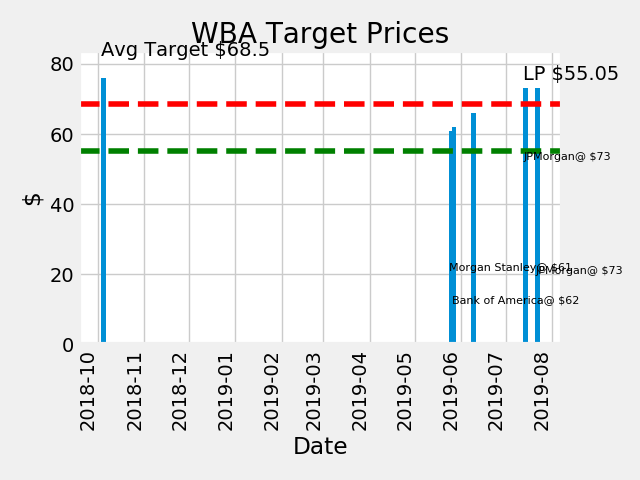 WBA Target Prices
Avg Target $68.5
LP $55.05
80
60
40
20
0
$
JPMorgan@ $73
Morgan Stanley@ $61
JPMorgan@ $73
Bank of America@ $62
2018-10
2018-11
2018-12
2019-01
2019-02
2019-03
2019-04
2019-05
2019-06
2019-07
2019-08
Date